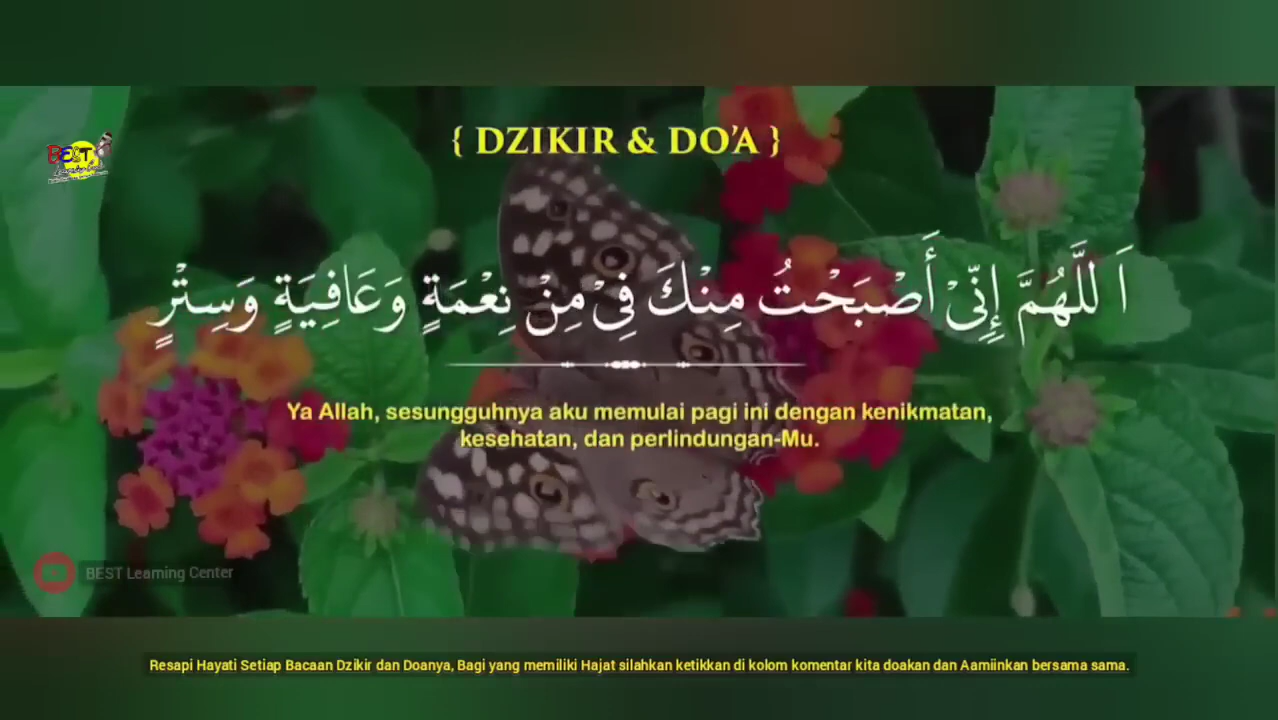 { DZIKIR & DO’A }
BEST
اَ للَّهُمَّ إِنِّيْ أَصْبَحْتُ مِنْكَ فِيْ مِنْ نِعْمَةٍ وَعَافِيَةٍ وَسِتْرٍ
Ya Allah, sesungguhnya aku memulai pagi ini dengan kenikmatan,
kesehatan, dan perlindungan-Mu.
BEST Learning Center
Resapi Hayati Setiap Bacaan Dzikir dan Doanya, Bagi yang memiliki Hajat silahkan ketikkan di kolom komentar kita doakan dan Aamiinkan bersama sama.